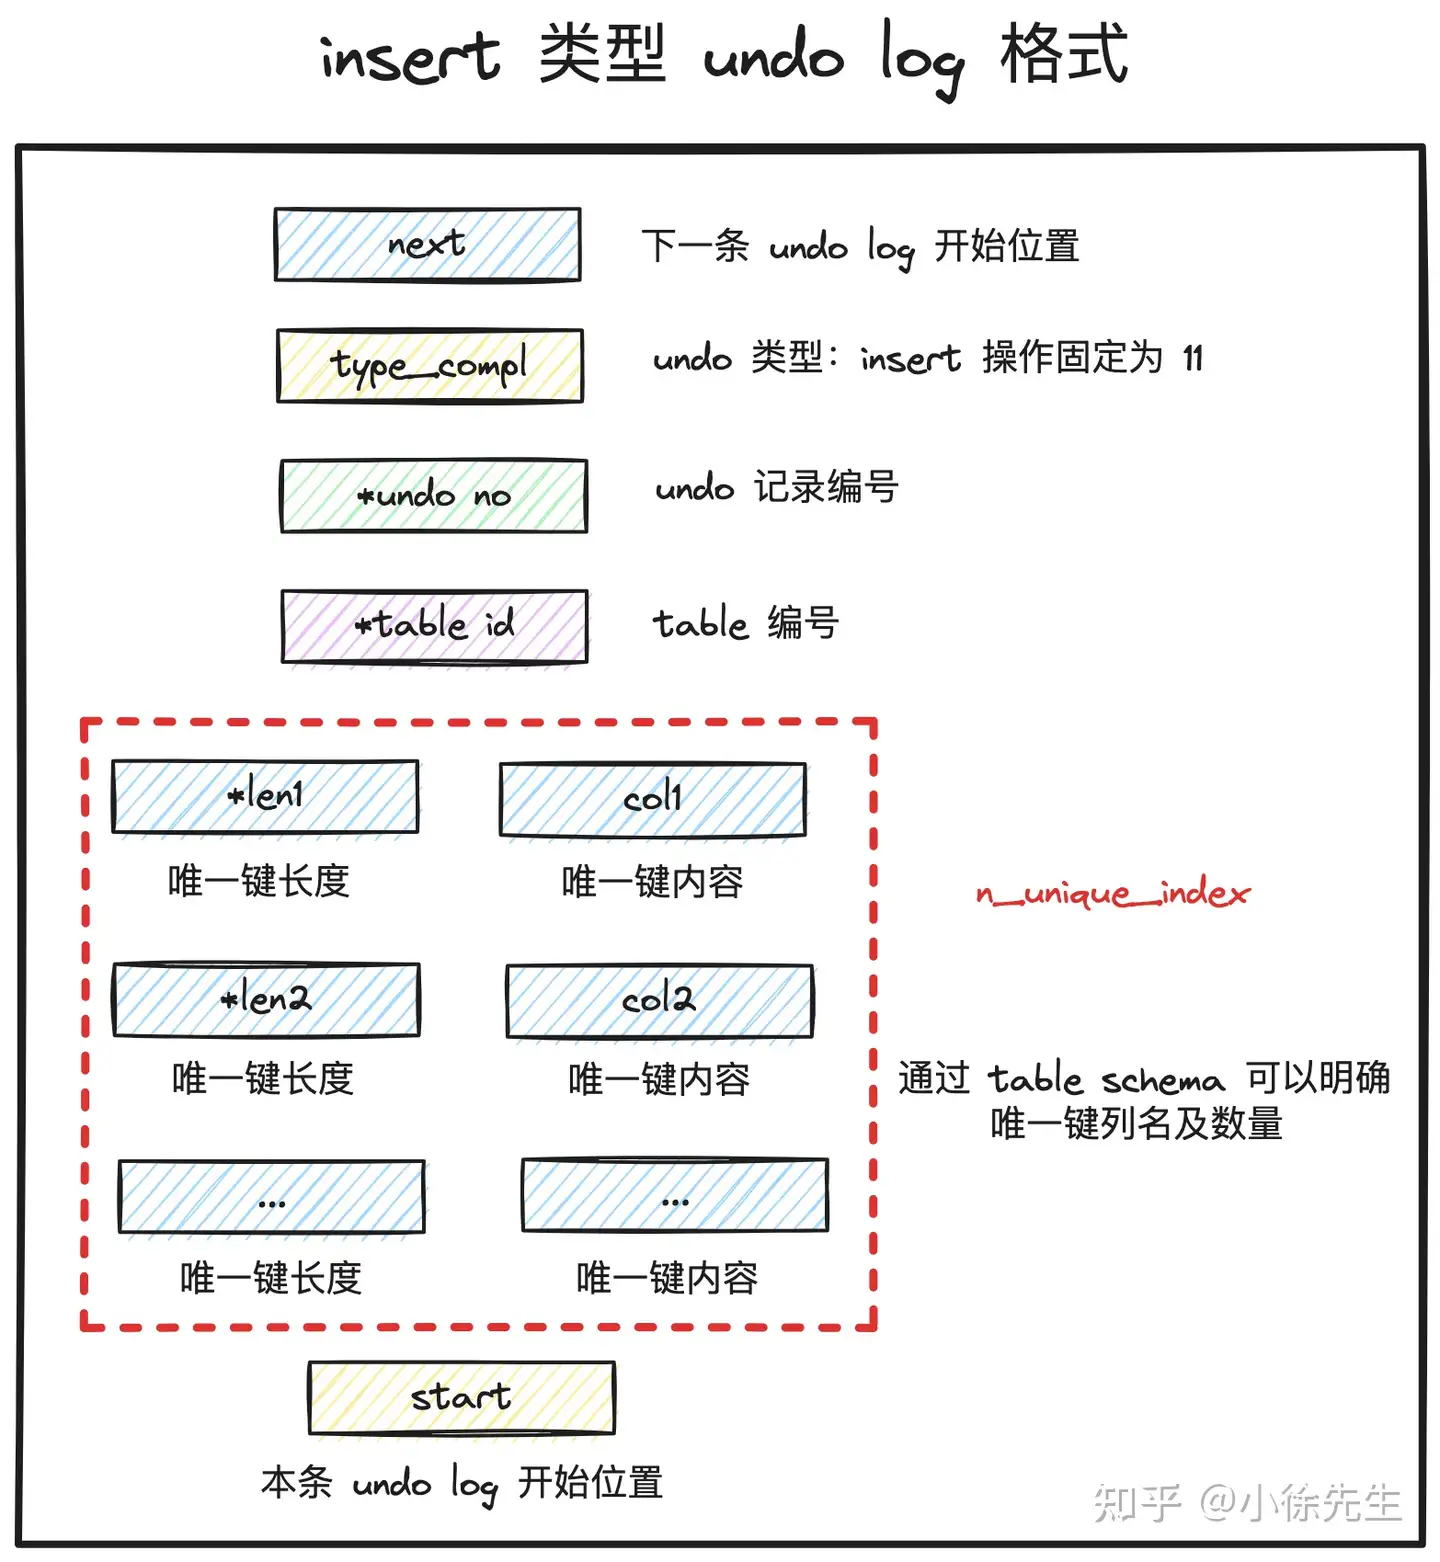 insert 类型 undo log 格式
next
下一条 undo log 开始位置
type_compl
undo 类型：insert 操作固定为 11
*undo no
undo 记录编号
*table id
table 编号
*len1
col1
唯一键长度
唯一键内容
n_unique_index
*len2
col2
唯一键长度
唯一键内容
通过 table schema 可以明确
唯一键列名及数量
...
...
唯一键长度
唯一键内容
start
本条 undo log 开始位置
知乎 @小徐先生